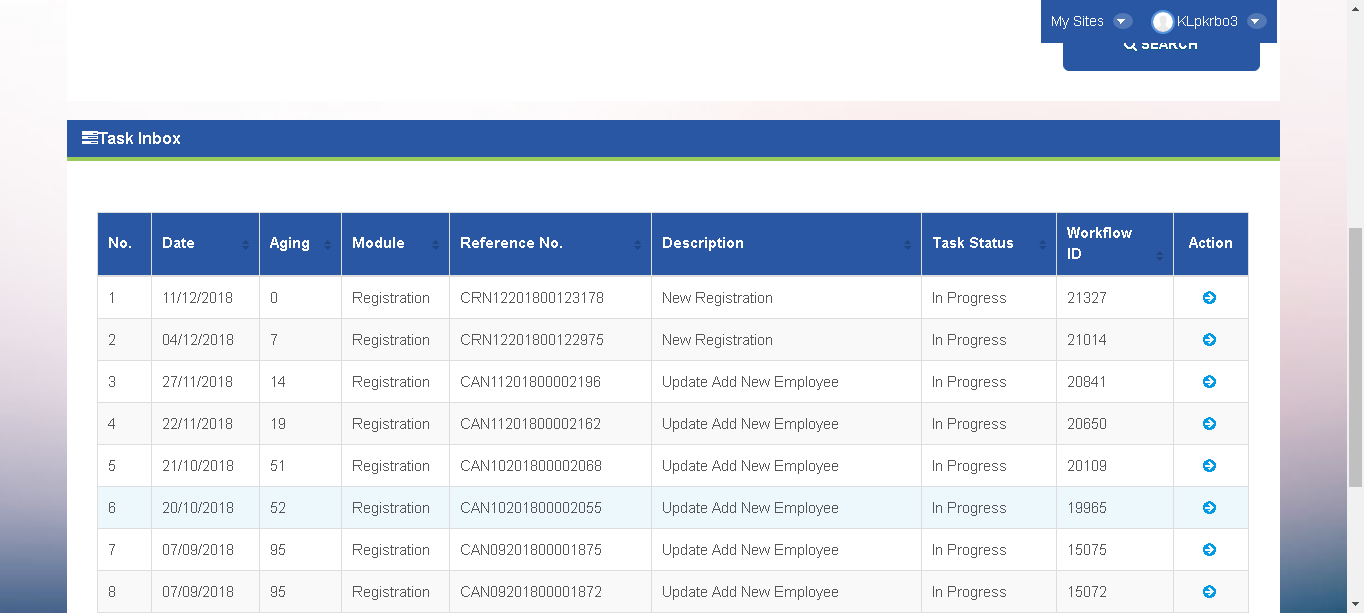 My Sites KLpkrbo3
SEARCH
Task Inbox
No. Date Aging Module Reference No. Description Task Status Workflow ID Action
1 11/12/2018 0 Registration CRN12201800123178 New Registration In Progress 21327
2 04/12/2018 7 Registration CRN12201800122975 New Registration In Progress 21014
3 27/11/2018 14 Registration CAN11201800002196 Update Add New Employee In Progress 20841
4 22/11/2018 19 Registration CAN11201800002162 Update Add New Employee In Progress 20650
5 21/10/2018 51 Registration CAN10201800002068 Update Add New Employee In Progress 20109
6 20/10/2018 52 Registration CAN10201800002055 Update Add New Employee In Progress 19965
7 07/09/2018 95 Registration CAN09201800001875 Update Add New Employee In Progress 15075
8 07/09/2018 95 Registration CAN09201800001872 Update Add New Employee In Progress 15072